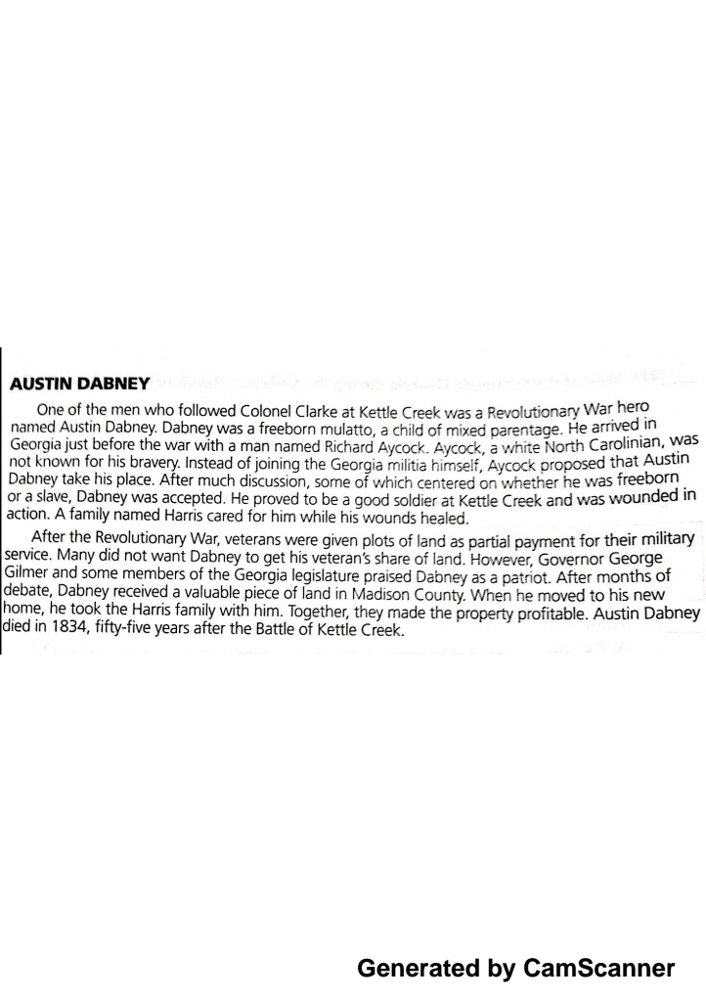 AUSTIN DABNEY
One of the men who followed Colonel Clarke at Kettle Creek was a Revolutionary War hero
named Austin Dabney. Dabney was a freeborn mulatto, a child of mixed parentage. He arrived in
Georgia just before the war with a man named Richard Aycock. Aycock, a white North Carolinian, was
not known for his bravery. Instead of joining the Georgia militia himself, Aycock proposed that Austin
Dabney take his place. After much discussion, some of which centered on whether he was freeborn
or a slave, Dabney was accepted. He proved to be a good soldier at Kettle Creek and was wounded in
action. A family named Harris cared for him while his wounds healed.
After the Revolutionary War, veterans were given plots of land as partial payment for their military
service. Many did not want Dabney to get his veteran's share of land. However, Governor George
Gilmer and some members of the Georgia legislature praised Dabney as a patriot. After months of
debate, Dabney received a valuable piece of land in Madison County. When he moved to his new
home, he took the Harris family with him. Together, they made the property profitable. Austin Dabney
died in 1834, fifty-five years after the Battle of Kettle Creek.
Generated by CamScanner